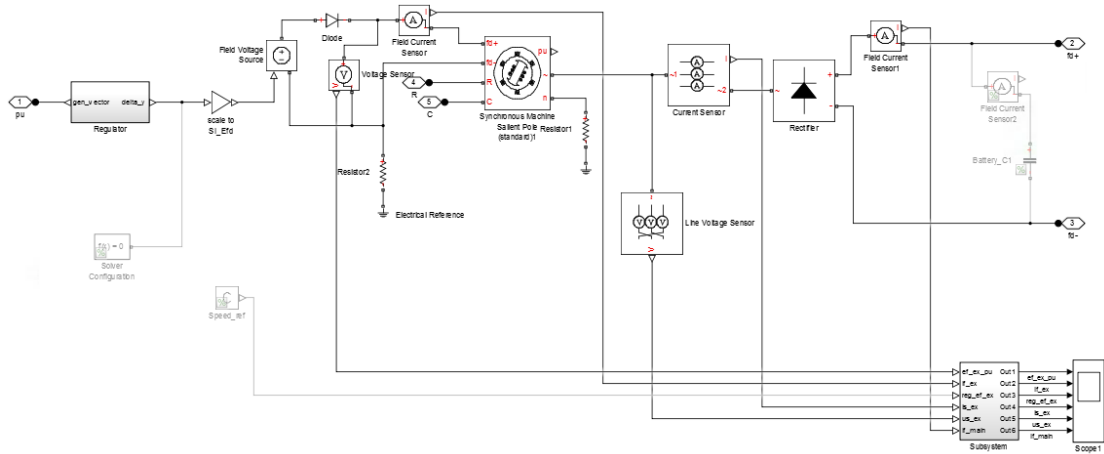 1
pu
gen_vector
delta_v
Regulator
scale to
SI_Efd
Field Voltage
Source
Diode
A
I
Field Current
Sensor
V
Voltage Sensor
V
4
R
5
C
fd+
fd-
R
C
pu
~
n
Synchronous Machine
Salient Pole
(standard)1
Resistor1
Resistor2
Electrical Reference
f(x) = 0
Solver
Configuration
C
Speed_ref
~1
A
A
A
I
~2
Current Sensor
V V V
V
Line Voltage Sensor
~
+
-
Rectifier
A
I
Field Current
Sensor1
2
fd+
A
Field Current
Sensor2
Battery_C1
3
fd-
ef_ex_pu
if_ex
reg_ef_ex
is_ex
us_ex
if_main
Out1
Out2
Out3
Out4
Out5
Out6
Subsystem
ef_ex_pu
if_ex
reg_ef_ex
is_ex
us_ex
if_main
Scope1